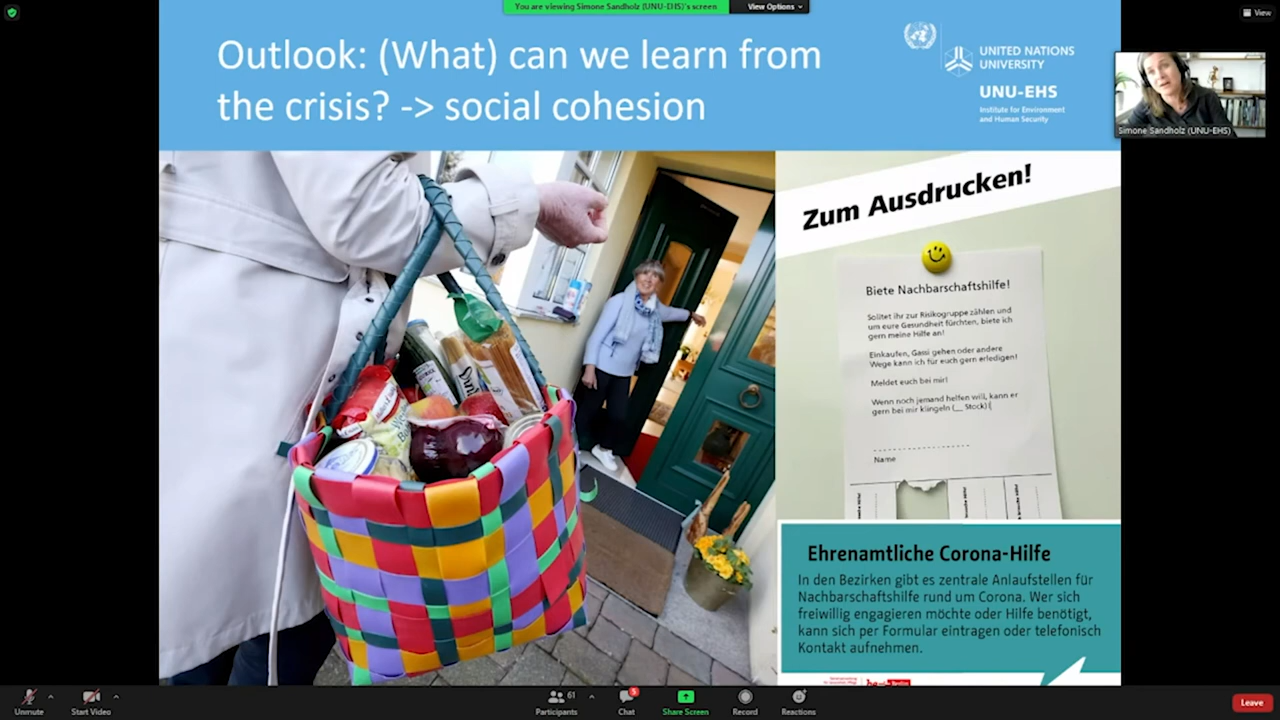 You are viewing Simone Sandholz (UNU-EHS)'s screen
View Options
View
Outlook: (What) can we learn from
the crisis? -> social cohesion
UNITED NATIONS
UNIVERSITY
UNU-EHS
Institute for Environment
and Human Security
Simone Sandholz (UNU-EHS)
Zum Ausdrucken!
Biete Nachbarschaftshilfe!
Solltet ihr zur Risikogruppe zählen und
um eure Gesundheit fürchten, biete ich
gern meine Hilfe an!
Einkaufen, Gassi gehen oder andere
Wege kann ich für euch gern erledigen!
Meldet euch bei mir!
Wenn noch jemand helfen will, kann er
gern bei mir klingeln (__ Stock)!
Name
Ehrenamtliche Corona-Hilfe
In den Bezirken gibt es zentrale Anlaufstellen für
Nachbarschaftshilfe rund um Corona. Wer sich
freiwillig engagieren möchte oder Hilfe benötigt,
kann sich per Formular eintragen oder telefonisch
Kontakt aufnehmen.
Unmute
Start Video
61
Participants
5
Chat
Share Screen
Record
Reactions
Leave